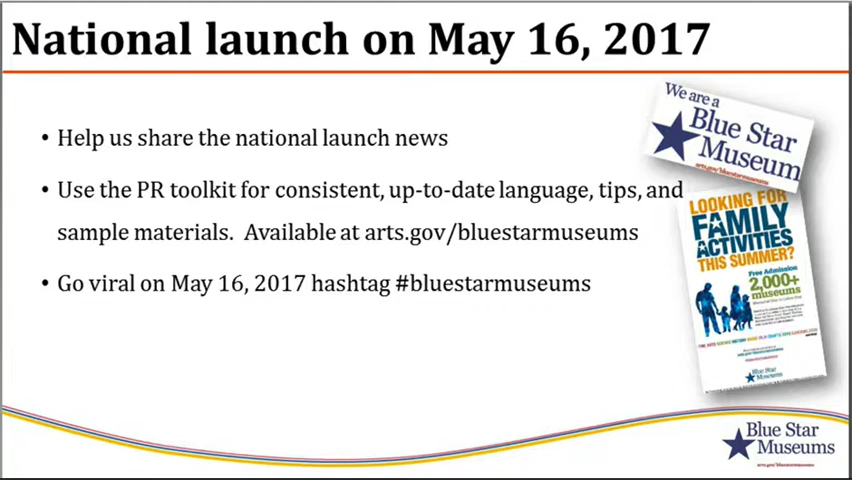 National launch on May 16, 2017
• Help us share the national launch news
• Use the PR toolkit for consistent, up-to-date language, tips, and
sample materials.  Available at arts.gov/bluestarmuseums
• Go viral on May 16, 2017 hashtag #bluestarmuseums
We are a
Blue Star
Museum
arts.gov/bluestarmuseums
LOOKING FOR
FAMILY
ACTIVITIES
THIS SUMMER?
Free Admission
2,000+
museums
Blue Star
Museums
Blue Star
Museums
arts.gov/bluestarmuseums